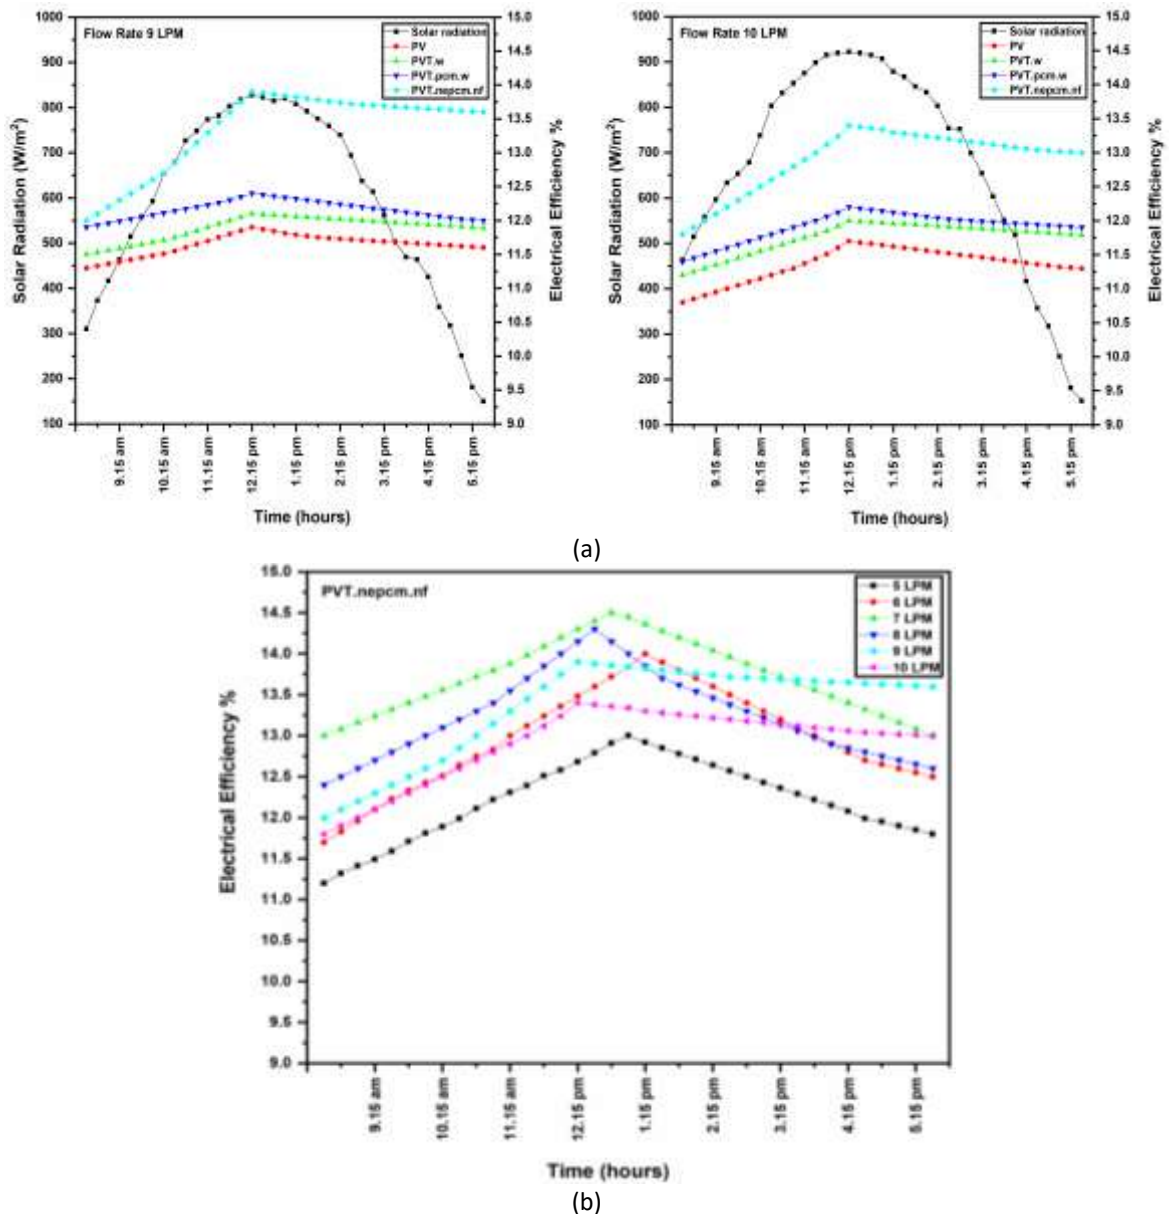 Flow Rate 9 LPM
Solar radiation
PV
PVT.w
PVT.pcm.w
PVT.nepcm.nf
1000
900
800
700
600
500
400
300
200
100
Solar Radiation (W/m²)
15.0
14.5
14.0
13.5
13.0
12.5
12.0
11.5
11.0
10.5
10.0
9.5
9.0
Electrical Efficiency %
9.15 am
10.15 am
11.15 am
12.15 pm
1.15 pm
2.15 pm
3.15 pm
4.15 pm
5.15 pm
Time (hours)
Flow Rate 10 LPM
Solar radiation
PV
PVT.w
PVT.pcm.w
PVT.nepcm.nf
1000
900
800
700
600
500
400
300
200
100
Solar Radiation (W/m²)
15.0
14.5
14.0
13.5
13.0
12.5
12.0
11.5
11.0
10.5
10.0
9.5
9.0
Electrical Efficiency %
9.15 am
10.15 am
11.15 am
12.15 pm
1.15 pm
2.15 pm
3.15 pm
4.15 pm
5.15 pm
Time (hours)
(a)
PVT.nepcm.nf
5 LPM
6 LPM
7 LPM
8 LPM
9 LPM
10 LPM
15.0
14.5
14.0
13.5
13.0
12.5
12.0
11.5
11.0
10.5
10.0
9.5
9.0
Electrical Efficiency %
9.15 am
10.15 am
11.15 am
12.15 pm
1.15 pm
2.15 pm
3.15 pm
4.15 pm
5.15 pm
Time (hours)
(b)